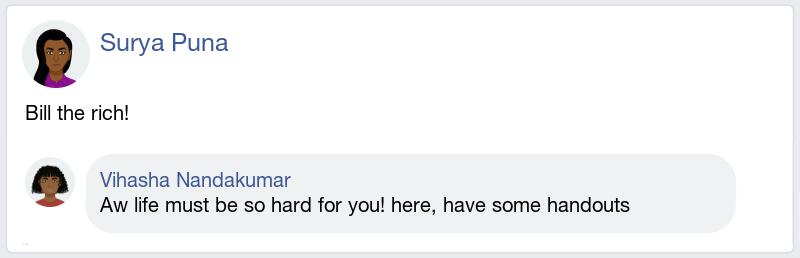 Surya Puna
Bill the rich!
Vihasha Nandakumar
Aw life must be so hard for you! here, have some handouts